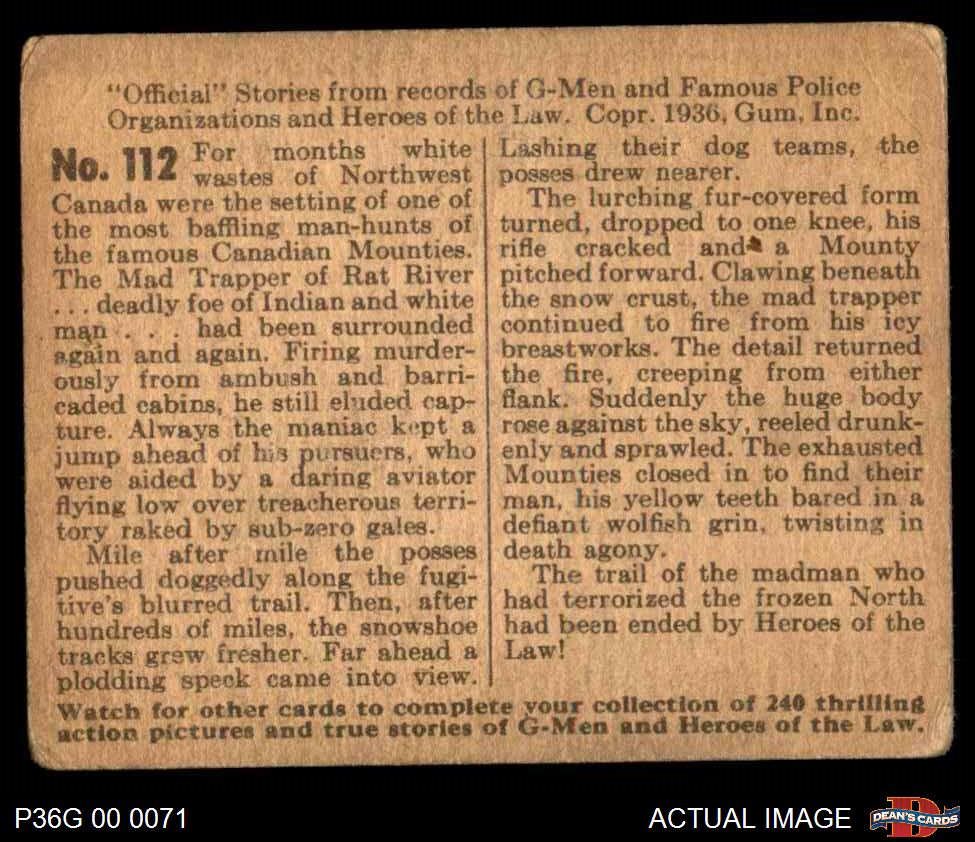 "Official" Stories from records of G-Men and Famous Police
Organizations and Heroes of the Law. Copr. 1936, Gum, Inc.
No. 112 For months white
wastes of Northwest
Canada were the setting of one of
the most baffling man-hunts of
the famous Canadian Mounties.
The Mad Trapper of Rat River
. . . deadly foe of Indian and white
man . . . had been surrounded
again and again. Firing murder-
ously from ambush and barri-
caded cabins, he still eluded cap-
ture. Always the maniac kept a
jump ahead of his pursuers, who
were aided by a daring aviator
flying low over treacherous terri-
tory raked by sub-zero gales.
Mile after mile the posses
pushed doggedly along the fugi-
tive's blurred trail. Then, after
hundreds of miles, the snowshoe
tracks grew fresher. Far ahead a
plodding speck came into view.
Lashing their dog teams, the
posses drew nearer.
The lurching fur-covered form
turned, dropped to one knee, his
rifle cracked and a Mounty
pitched forward. Clawing beneath
the snow crust, the mad trapper
continued to fire from his icy
breastworks. The detail returned
the fire, creeping from either
flank. Suddenly the huge body
rose against the sky, reeled drunk-
enly and sprawled. The exhausted
Mounties closed in to find their
man, his yellow teeth bared in a
defiant wolfish grin, twisting in
death agony.
The trail of the madman who
had terrorized the frozen North
had been ended by Heroes of the
Law!
Watch for other cards to complete your collection of 240 thrilling
action pictures and true stories of G-Men and Heroes of the Law.
P36G 00 0071
ACTUAL IMAGE
D
DEAN'S CARDS